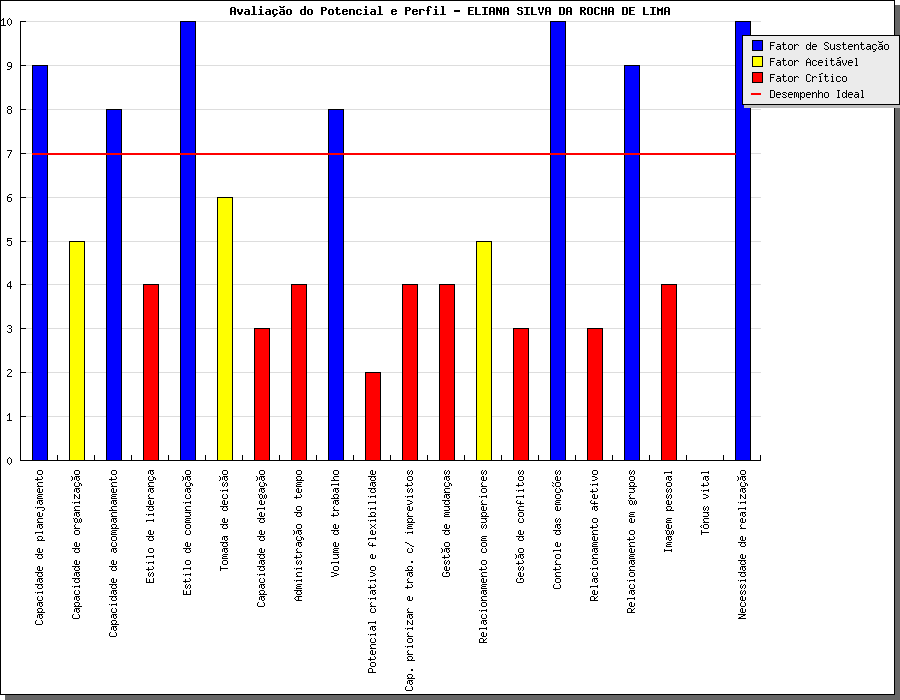 Avaliação do Potencial e Perfil - ELIANA SILVA DA ROCHA DE LIMA
10
9
8
7
6
5
4
3
2
1
0
Fator de Sustentação
Fator Aceitável
Fator Crítico
Desempenho Ideal
Capacidade de planejamento
Capacidade de organização
Capacidade de acompanhamento
Estilo de liderança
Estilo de comunicação
Tomada de decisão
Capacidade de delegação
Administração do tempo
Volume de trabalho
Potencial criativo e flexibilidade
Cap. priorizar e trab. c/ imprevistos
Gestão de mudanças
Relacionamento com superiores
Gestão de conflitos
Controle das emoções
Relacionamento afetivo
Relacionamento em grupos
Imagem pessoal
Tônus vital
Necessidade de realização